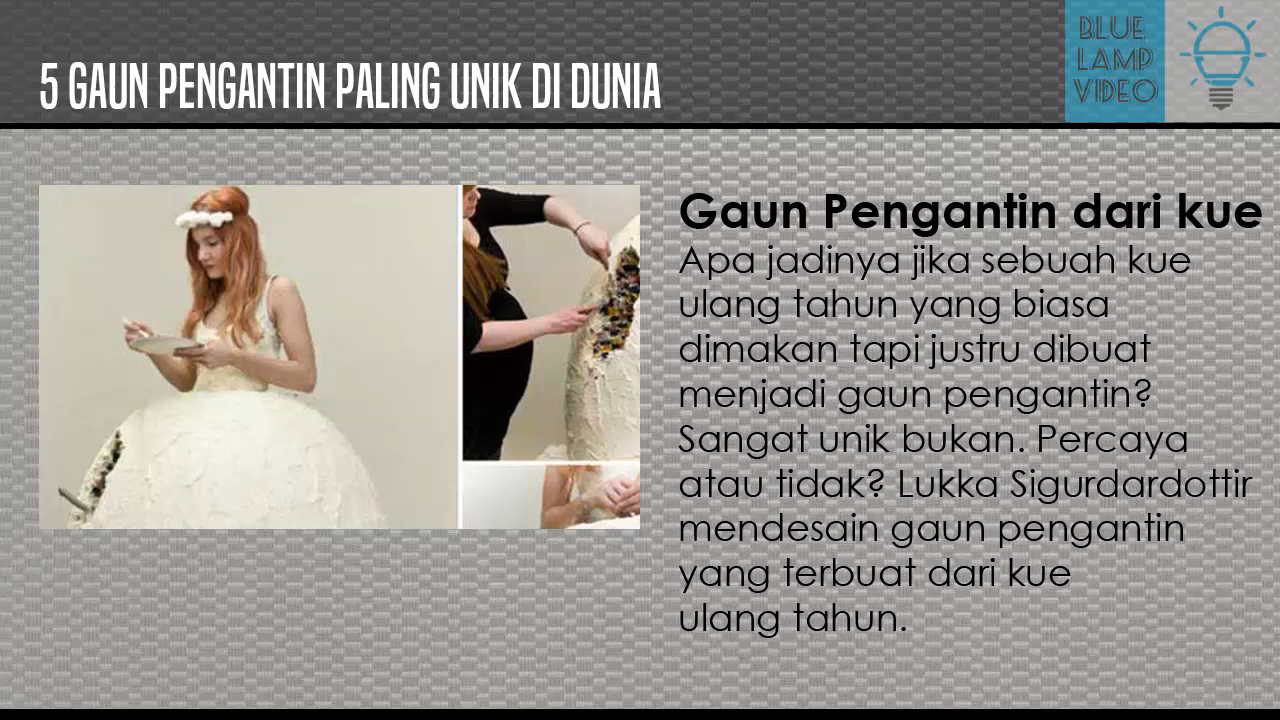 5 GAUN PENGANTIN PALING UNIK DI DUNIA
BLUE
LAMP
VIDEO
Gaun Pengantin dari kue
Apa jadinya jika sebuah kue
ulang tahun yang biasa
dimakan tapi justru dibuat
menjadi gaun pengantin?
Sangat unik bukan. Percaya
atau tidak? Lukka Sigurdardottir
mendesain gaun pengantin
yang terbuat dari kue
ulang tahun.